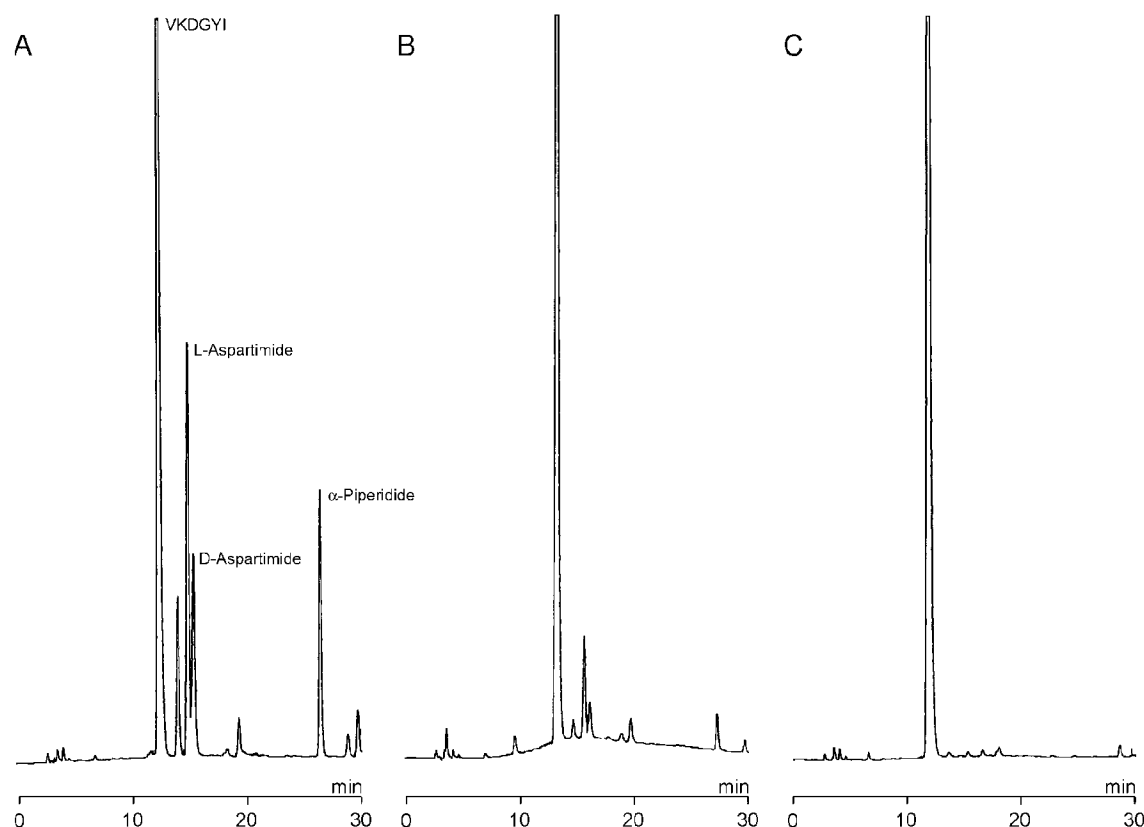 A
VKDGYI
B
C
L-Aspartimide
α-Piperidide
D-Aspartimide
min
min
min
0 10 20 30
0 10 20 30
0 10 20 30